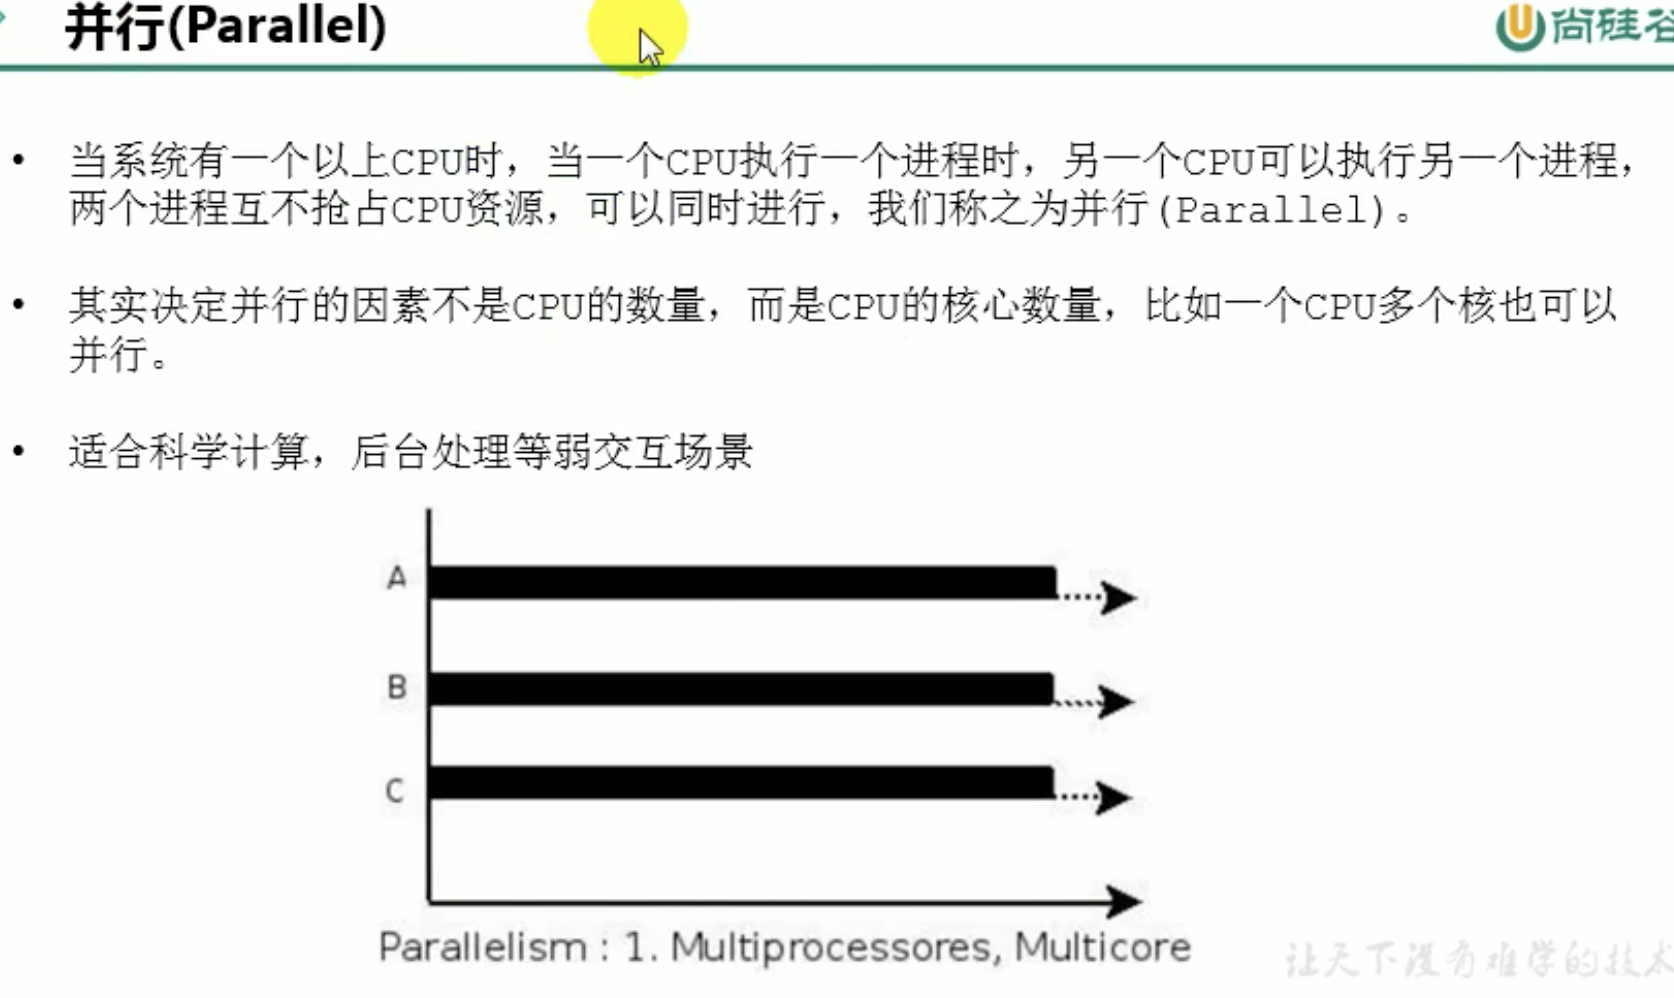 并行(Parallel)
尚硅谷
• 当系统有一个以上CPU时，当一个CPU执行一个进程时，另一个CPU可以执行另一个进程，
两个进程互不抢占CPU资源，可以同时进行，我们称之为并行(Parallel)。
• 其实决定并行的因素不是CPU的数量，而是CPU的核心数量，比如一个CPU多个核也可以
并行。
• 适合科学计算，后台处理等弱交互场景
A
B
C
Parallelism : 1. Multiprocessores, Multicore
让天下没有难学的技术